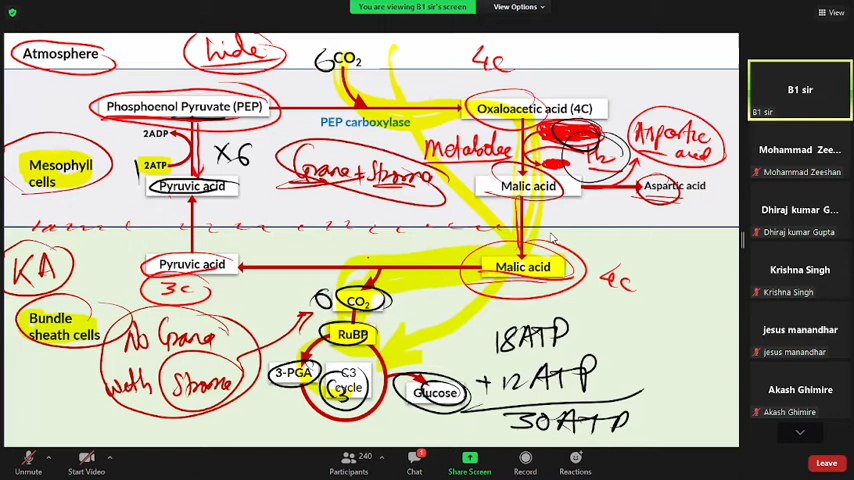 You are viewing B1 sir's screen
View Options
View
Atmosphere
6CO₂
4C
Phosphoenol Pyruvate (PEP)
Oxaloacetic acid (4C)
PEP carboxylase
2ADP
2ATP
X6
Mesophyll
cells
Grana + Stroma
Metabolee
Aspartic
acid
Pyruvic acid
Malic acid
Aspartic acid
KA
Pyruvic acid
3C
Malic acid
4C
Bundle
sheath cells
No Grana
with Stroma
6 CO₂
RuBP
3-PGA
C3
cycle
C3
Glucose
18ATP
+12ATP
30ATP
B1 sir
B1 sir
Mohammad Zee...
Mohammad Zeeshan
Dhiraj kumar G...
Dhiraj kumar Gupta
Krishna Singh
Krishna Singh
jesus manandhar
jesus manandhar
Akash Ghimire
Akash Ghimire
Unmute
Start Video
240
Participants
1
Chat
Share Screen
Record
Reactions
Leave